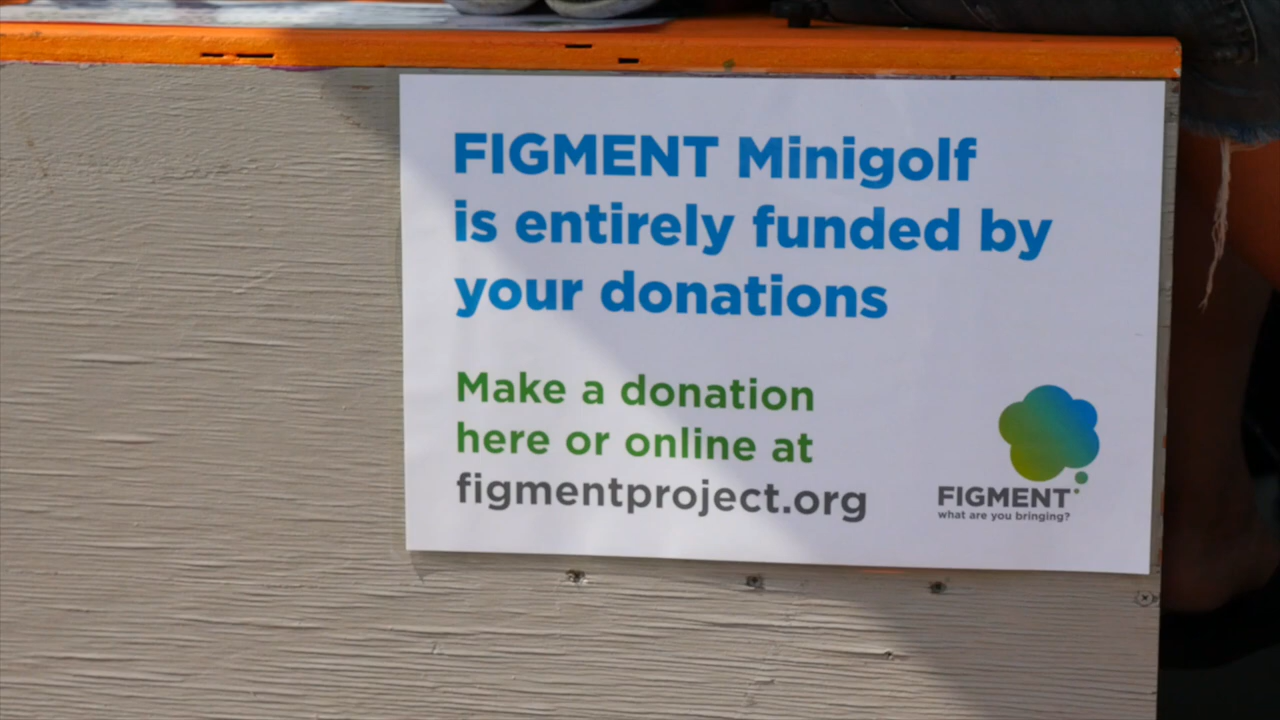 FIGMENT Minigolf
is entirely funded by
your donations
Make a donation
here or online at
figmentproject.org
FIGMENT
what are you bringing?